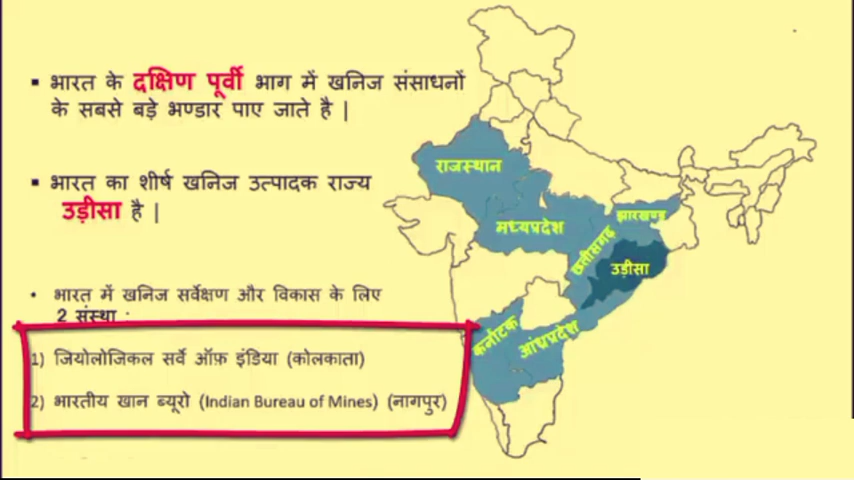 ▪ भारत के दक्षिण पूर्वी भाग में खनिज संसाधनों
के सबसे बड़े भण्डार पाए जाते है |
▪ भारत का शीर्ष खनिज उत्पादक राज्य
उड़ीसा है |
• भारत में खनिज सर्वेक्षण और विकास के लिए
2 संस्था :
1) जियोलोजिकल सर्वे ऑफ़ इंडिया (कोलकाता)
2) भारतीय खान ब्यूरो (Indian Bureau of Mines) (नागपुर)
राजस्थान
मध्यप्रदेश
झारखण्ड
छत्तीसगढ़
उड़ीसा
कर्नाटक
आंध्रप्रदेश